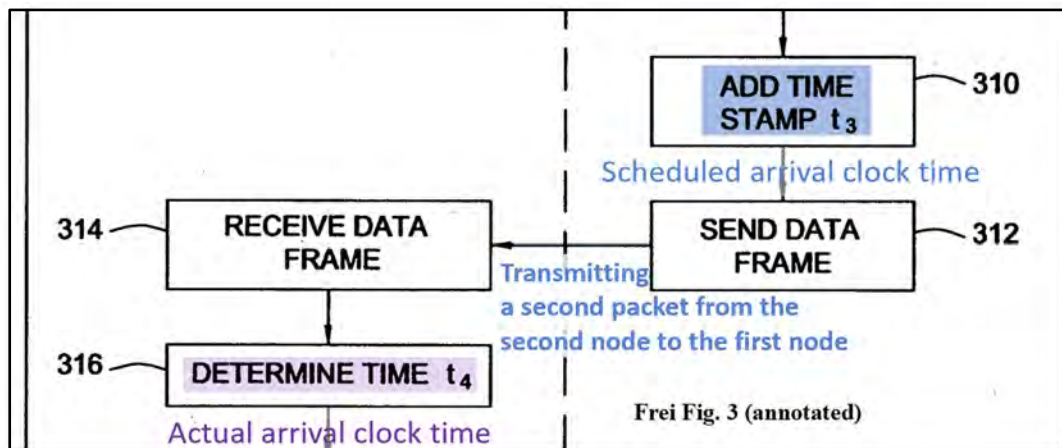 ADD TIME
STAMP t₃
310
Scheduled arrival clock time
314
RECEIVE DATA
FRAME
SEND DATA
FRAME
312
Transmitting
a second packet from the
second node to the first node
316
DETERMINE TIME t₄
Actual arrival clock time
Frei Fig. 3 (annotated)